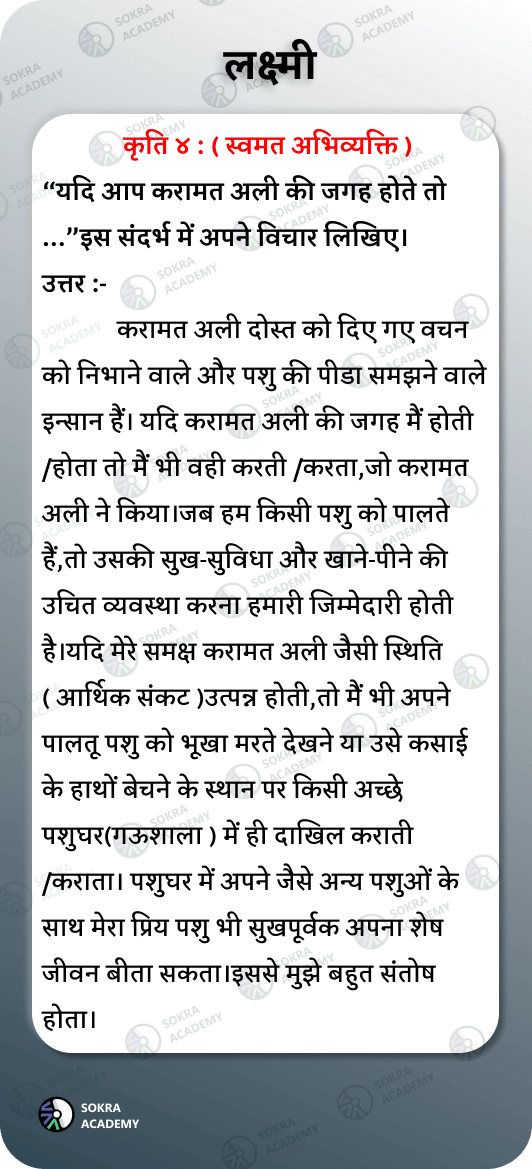 लक्ष्मी
कृति ४ : ( स्वमत अभिव्यक्ति )
“यदि आप करामत अली की जगह होते तो
...”इस संदर्भ में अपने विचार लिखिए।
उत्तर :-
करामत अली दोस्त को दिए गए वचन
को निभाने वाले और पशु की पीडा समझने वाले
इन्सान हैं। यदि करामत अली की जगह मैं होती
/होता तो मैं भी वही करती /करता,जो करामत
अली ने किया।जब हम किसी पशु को पालते
हैं,तो उसकी सुख-सुविधा और खाने-पीने की
उचित व्यवस्था करना हमारी जिम्मेदारी होती
है।यदि मेरे समक्ष करामत अली जैसी स्थिति
( आर्थिक संकट )उत्पन्न होती,तो मैं भी अपने
पालतू पशु को भूखा मरते देखने या उसे कसाई
के हाथों बेचने के स्थान पर किसी अच्छे
पशुघर(गऊशाला ) में ही दाखिल कराती
/कराता। पशुघर में अपने जैसे अन्य पशुओं के
साथ मेरा प्रिय पशु भी सुखपूर्वक अपना शेष
जीवन बीता सकता।इससे मुझे बहुत संतोष
होता।
SOKRA
ACADEMY